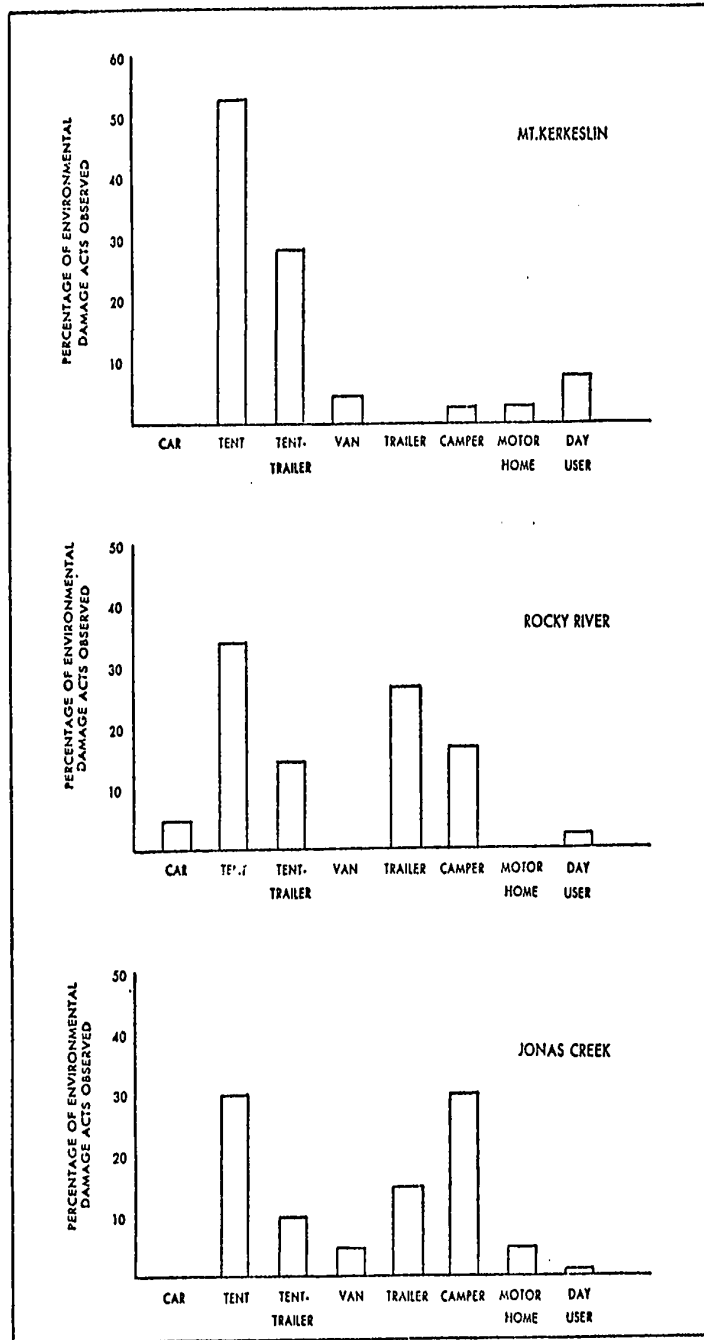 PERCENTAGE OF ENVIRONMENTAL
DAMAGE ACTS OBSERVED
60
50
40
30
20
10
MT.KERKESLIN
CAR TENT TENT- VAN TRAILER CAMPER MOTOR DAY
TRAILER HOME USER
PERCENTAGE OF ENVIRONMENTAL
DAMAGE ACTS OBSERVED
50
40
30
20
10
ROCKY RIVER
CAR TENT TENT- VAN TRAILER CAMPER MOTOR DAY
TRAILER HOME USER
PERCENTAGE OF ENVIRONMENTAL
DAMAGE ACTS OBSERVED
50
40
30
20
10
JONAS CREEK
CAR TENT TENT- VAN TRAILER CAMPER MOTOR DAY
TRAILER HOME USER